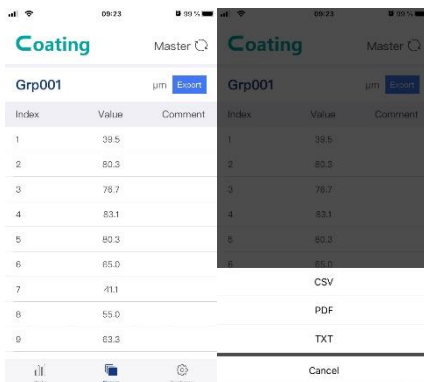 09:23
99 %
Coating
Master
Grp001
μm Export
Index Value Comment
1 39.5
2 80.3
3 76.7
4 83.1
5 80.3
6 65.0
7 41.1
8 55.0
9 63.3
09:23
99 %
Coating
Master
Grp001
μm Export
Index Value Comment
1 39.5
2 80.3
3 76.7
4 83.1
5 80.3
6 65.0
CSV
PDF
TXT
Cancel